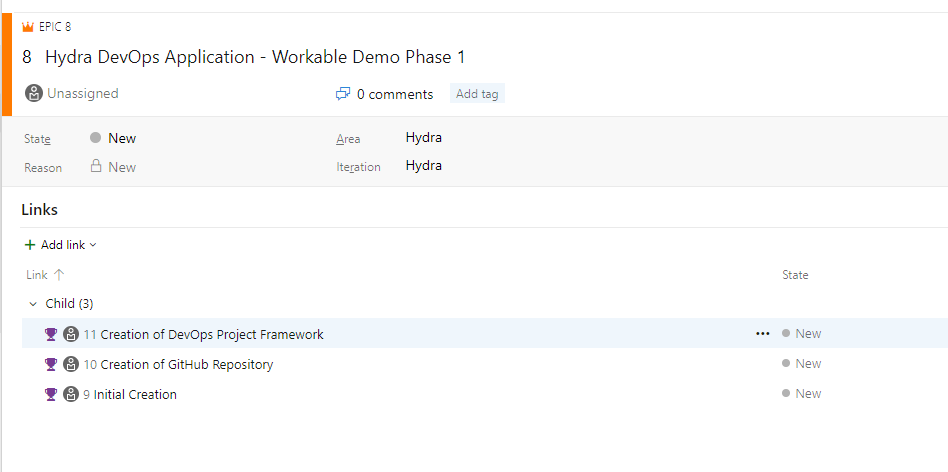 EPIC 8
8 Hydra DevOps Application - Workable Demo Phase 1
Unassigned 0 comments Add tag
State New Area Hydra
Reason New Iteration Hydra
Links
+ Add link
Link ↑ State
Child (3)
11 Creation of DevOps Project Framework ... New
10 Creation of GitHub Repository New
9 Initial Creation New